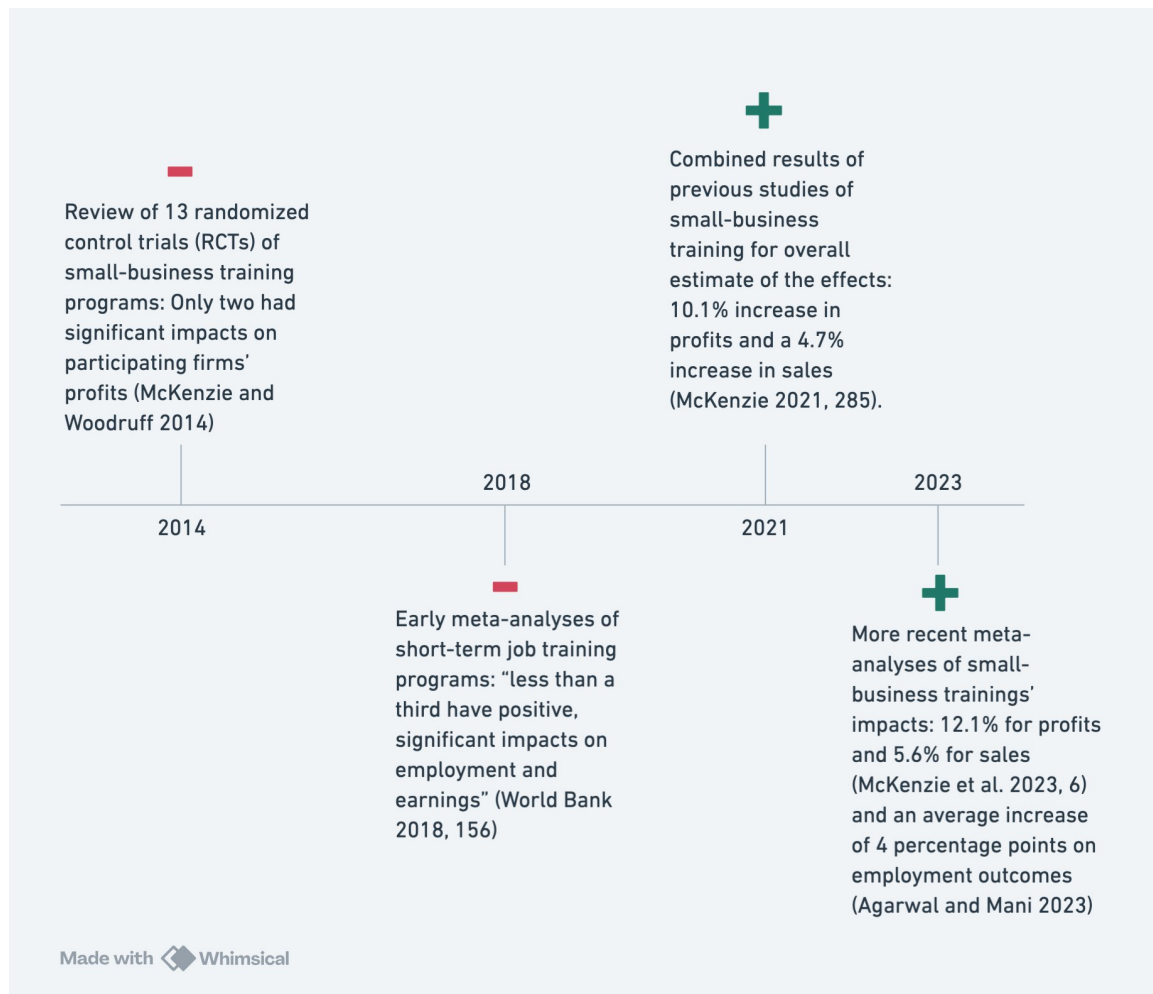 Review of 13 randomized
control trials (RCTs) of
small-business training
programs: Only two had
significant impacts on
participating firms’
profits (McKenzie and
Woodruff 2014)
2014
2018
Early meta-analyses of
short-term job training
programs: “less than a
third have positive,
significant impacts on
employment and
earnings” (World Bank
2018, 156)
Combined results of
previous studies of
small-business
training for overall
estimate of the effects:
10.1% increase in
profits and a 4.7%
increase in sales
(McKenzie 2021, 285).
2021
2023
More recent meta-
analyses of small-
business trainings’
impacts: 12.1% for profits
and 5.6% for sales
(McKenzie et al. 2023, 6)
and an average increase
of 4 percentage points on
employment outcomes
(Agarwal and Mani 2023)
Made with Whimsical